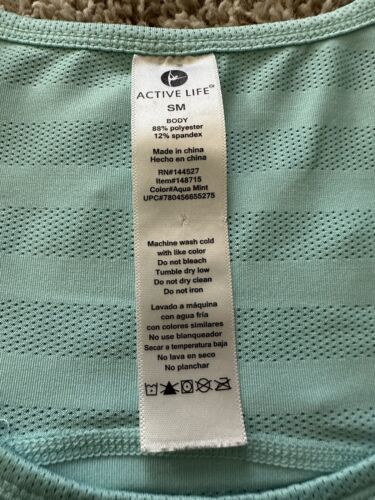 ACTIVE LIFE®
SM
BODY
88% polyester
12% spandex
Made in china
Hecho en china
RN#144527
Item#148715
Color#Aqua Mint
UPC#780456655275
Machine wash cold
with like color
Do not bleach
Tumble dry low
Do not dry clean
Do not iron
Lavado a máquina
con agua fria
con colores similares
No blanquedor
Secar a temperatura baja
No lava en seco
No planchar